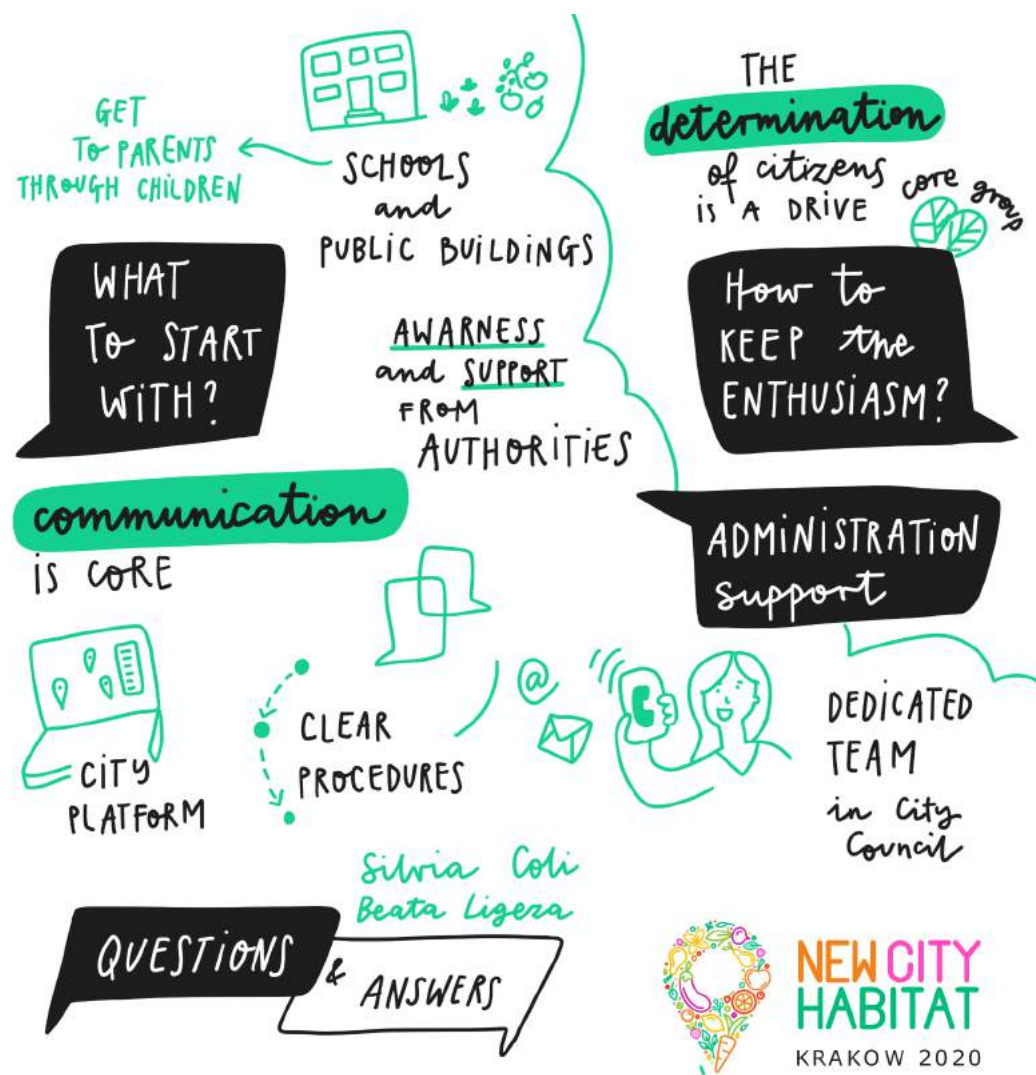 GET
TO PARENTS
THROUGH CHILDREN
SCHOOLS
and
PUBLIC BUILDINGS
WHAT
TO START
WITH?
AWARNESS
and SUPPORT
FROM
AUTHORITIES
THE
determination
of citizens
is A DRIVE
core group
How to
KEEP the
ENTHUSIASM?
communication
is CORE
ADMINISTRATION
support
CITY
PLATFORM
CLEAR
PROCEDURES
@
DEDICATED
TEAM
in City
Council
Silvia Coli
Beata Ligeza
QUESTIONS
&
ANSWERS
NEW CITY
HABITAT
KRAKOW 2020